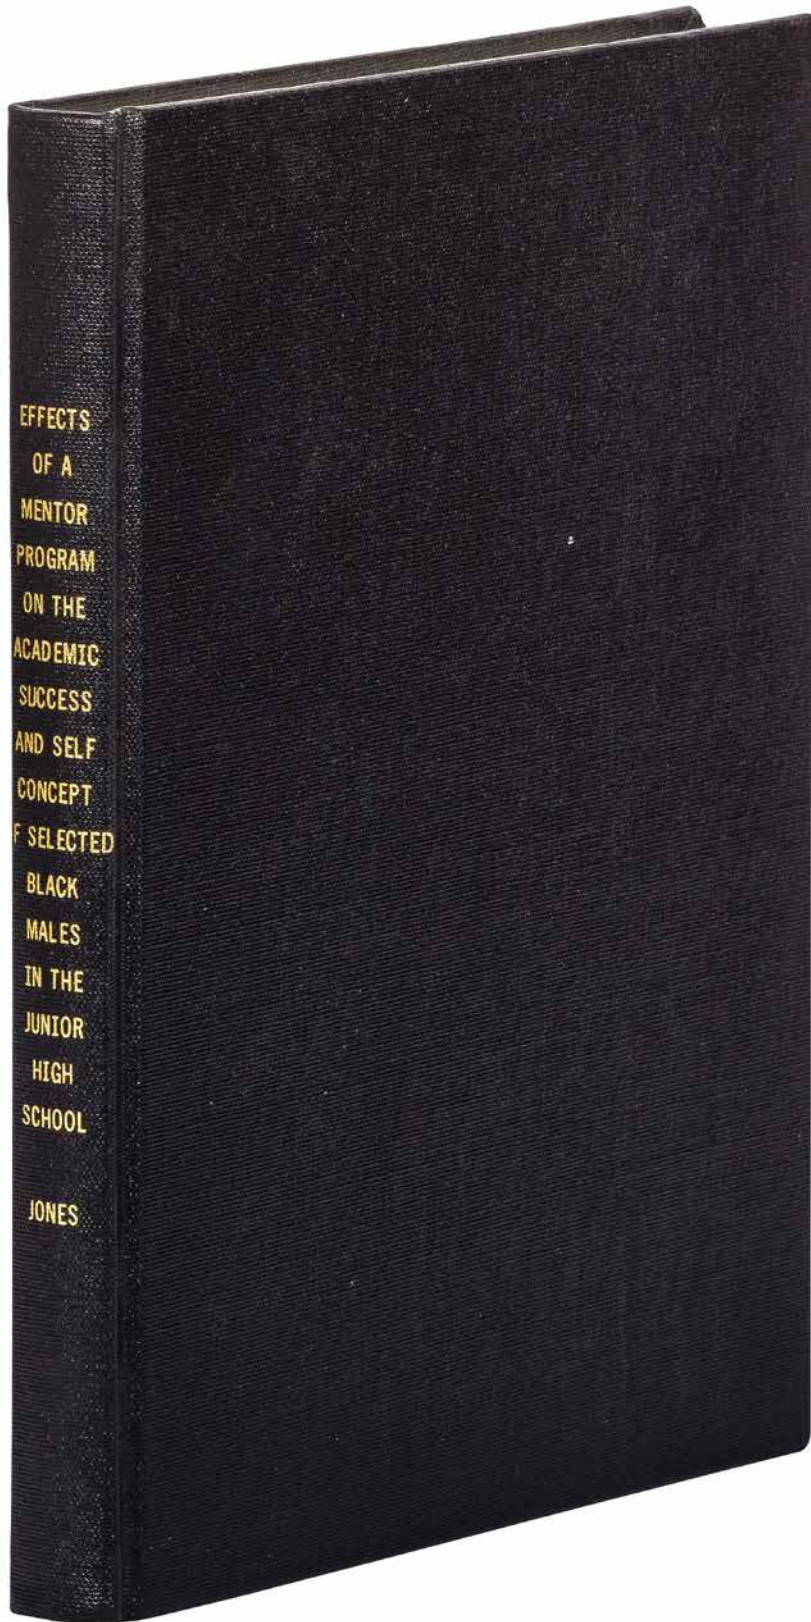 EFFECTS
OF A
MENTOR
PROGRAM
ON THE
ACADEMIC
SUCCESS
AND SELF
CONCEPT
F SELECTED
BLACK
MALES
IN THE
JUNIOR
HIGH
SCHOOL
JONES